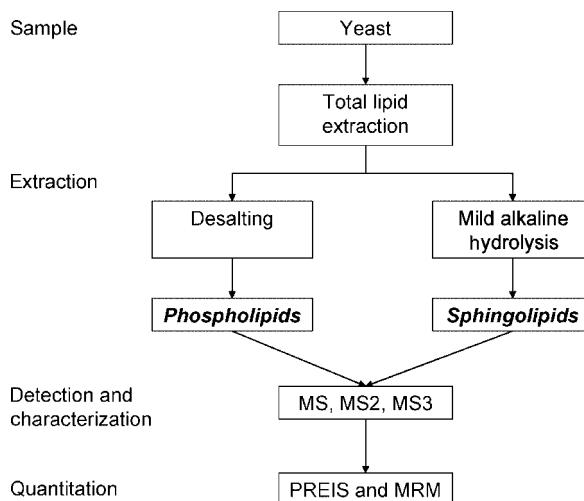 Sample
Yeast
Total lipid
extraction
Extraction
Desalting
Mild alkaline
hydrolysis
Phospholipids
Sphingolipids
Detection and
characterization
MS, MS2, MS3
Quantitation
PREIS and MRM